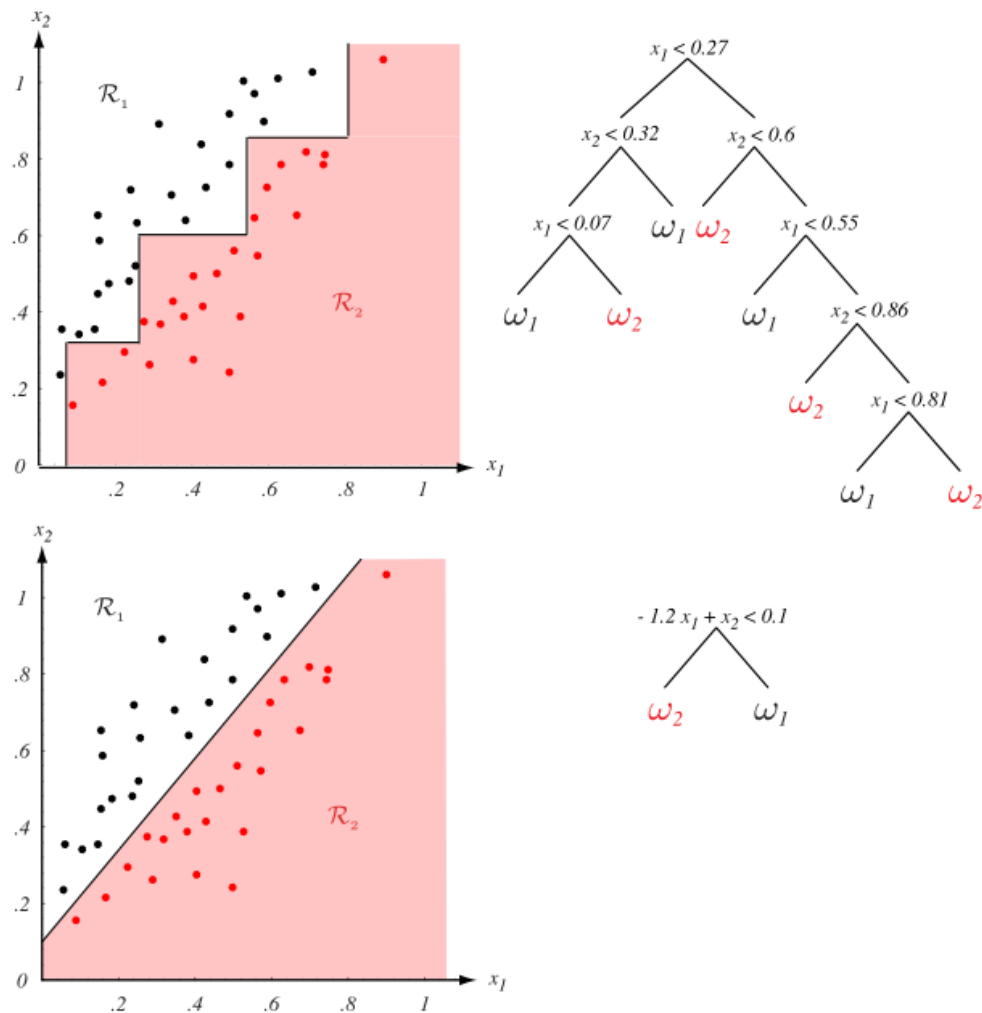 x₂
1
.8
.6
.4
.2
0
.2 .4 .6 .8 1
x₁
R₁
R₂
x₁ < 0.27
x₂ < 0.32 x₂ < 0.6
x₁ < 0.07 ω₁ ω₂ x₁ < 0.55
ω₁ ω₂ ω₁ x₂ < 0.86
ω₂ x₁ < 0.81
ω₁ ω₂
x₂
1
.8
.6
.4
.2
0
.2 .4 .6 .8 1
x₁
R₁
R₂
- 1.2 x₁ + x₂ < 0.1
ω₂ ω₁